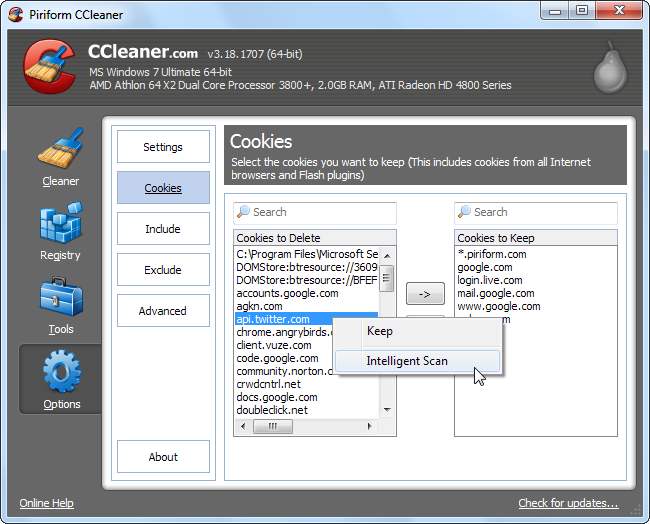 Piriform CCleaner
CCleaner.com v3.18.1707 (64-bit)
MS Windows 7 Ultimate 64-bit
AMD Athlon 64 X2 Dual Core Processor 3800+, 2.0GB RAM, ATI Radeon HD 4800 Series
Cleaner
Registry
Tools
Options
Settings
Cookies
Include
Exclude
Advanced
About
Cookies
Select the cookies you want to keep (This includes cookies from all Internet
browsers and Flash plugins)
Search
Cookies to Delete
C:\Program Files\Microsoft Se
DOMStore:btresource://3609
DOMStore:btresource://BFEF
accounts.google.com
agkn.com
api.twitter.com
chrome.angrybirds.
client.vuze.com
code.google.com
community.norton.
crwdcntrl.net
docs.google.com
doubleclick.net
->
Search
Cookies to Keep
*.piriform.com
google.com
login.live.com
mail.google.com
www.google.com
Keep
Intelligent Scan
Online Help
Check for updates...